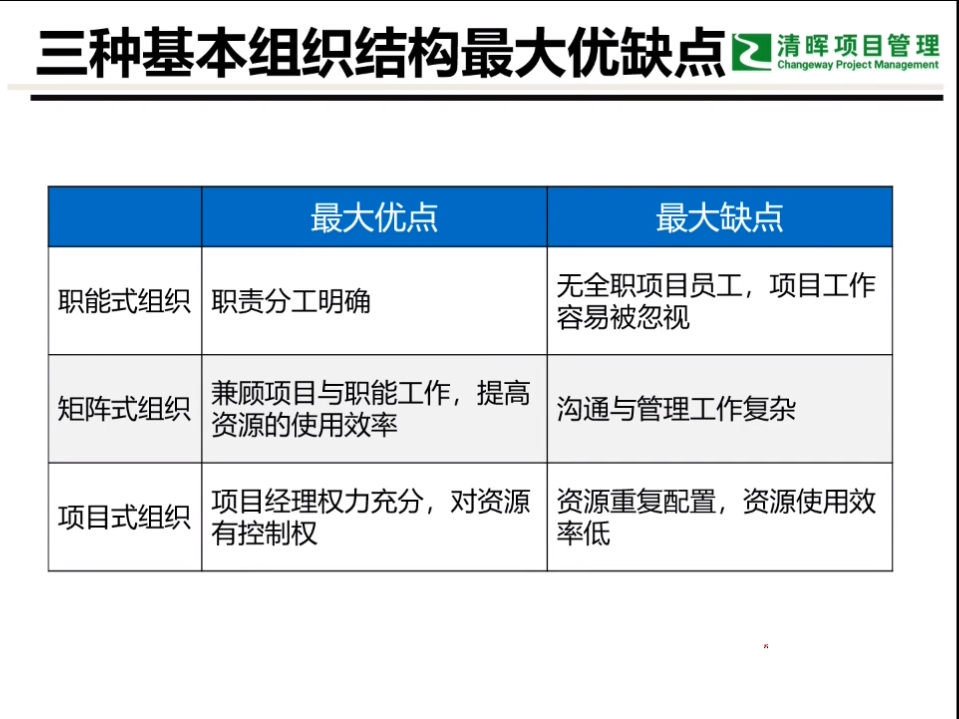 三种基本组织结构最大优缺点
清晖项目管理
Changeway Project Management
最大优点
最大缺点
职能式组织
职责分工明确
无全职项目员工，项目工作
容易被忽视
矩阵式组织
兼顾项目与职能工作，提高
资源的使用效率
沟通与管理工作复杂
项目式组织
项目经理权力充分，对资源
有控制权
资源重复配置，资源使用效
率低